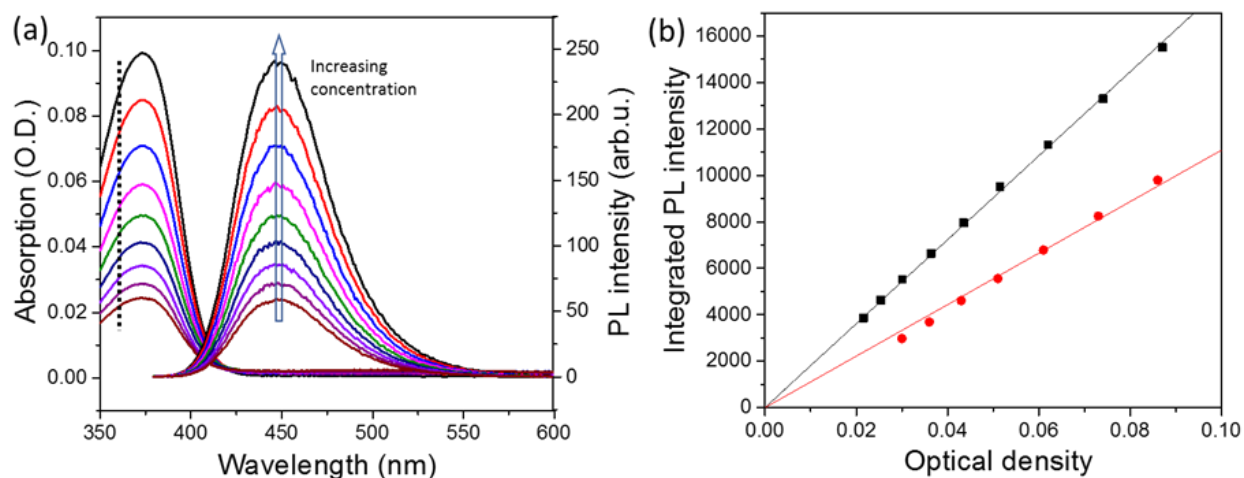 (a)
0.10
0.08
0.06
0.04
0.02
0.00
Absorption (O.D.)
Increasing
concentration
250
200
150
100
50
0
PL intensity (arb.u.)
350 400 450 500 550 600
Wavelength (nm)
(b)
16000
14000
12000
10000
8000
6000
4000
2000
0
Integrated PL intensity
0.00 0.02 0.04 0.06 0.08 0.10
Optical density